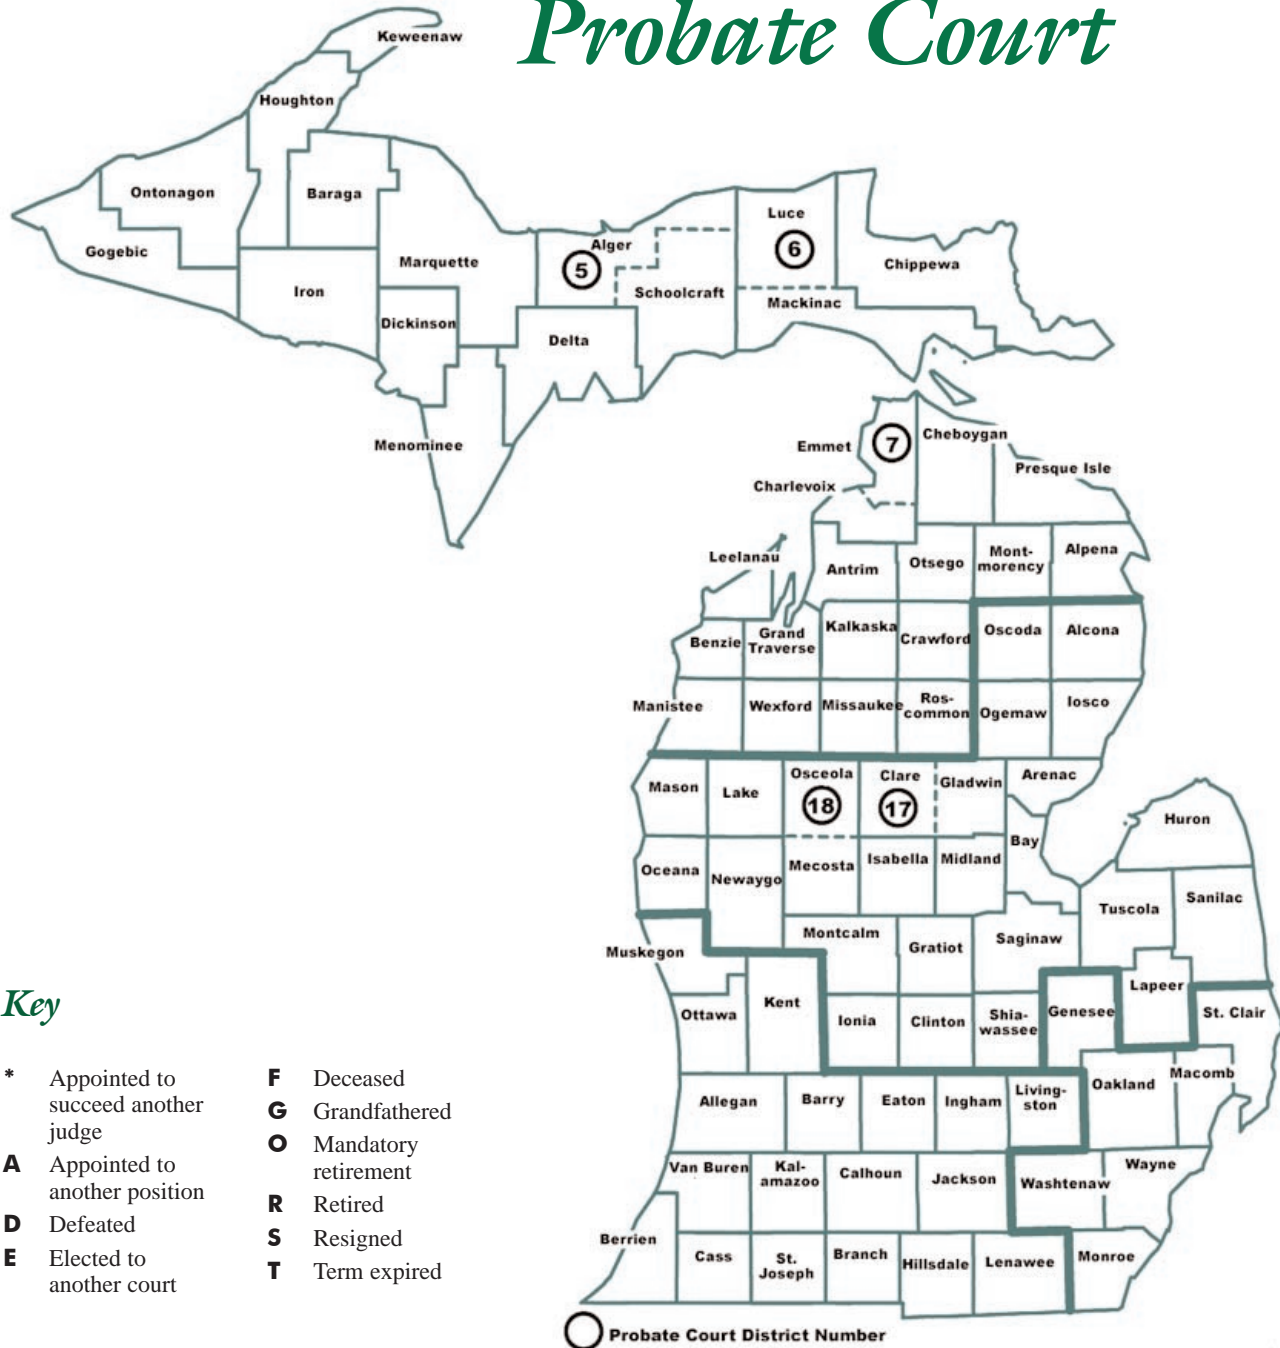 Probate Court
Keweenaw
Houghton
Ontonagon
Baraga
Gogebic
Marquette
Iron
Dickinson
Menominee
Alger
5
Schoolcraft
Delta
Luce
6
Mackinac
Chippewa
Emmet
7
Cheboygan
Presque Isle
Charlevoix
Leelanau
Antrim
Otsego
Mont-
morency
Alpena
Benzie
Grand
Traverse
Kalkaska
Crawford
Oscoda
Alcona
Manistee
Wexford
Missaukee
Ros-
common
Ogemaw
Iosco
Mason
Lake
Osceola
18
Clare
17
Gladwin
Arenac
Huron
Oceana
Newaygo
Mecosta
Isabella
Midland
Bay
Tuscola
Sanilac
Muskegon
Montcalm
Gratiot
Saginaw
Ottawa
Kent
Ionia
Clinton
Shia-
wassee
Genesee
Lapeer
St. Clair
Allegan
Barry
Eaton
Ingham
Living-
ston
Oakland
Macomb
Van Buren
Kal-
amazoo
Calhoun
Jackson
Washtenaw
Wayne
Berrien
Cass
St.
Joseph
Branch
Hillsdale
Lenawee
Monroe
Probate Court District Number
Key
* Appointed to
succeed another
judge
A Appointed to
another position
D Defeated
E Elected to
another court
F Deceased
G Grandfathered
O Mandatory
retirement
R Retired
S Resigned
T Term expired